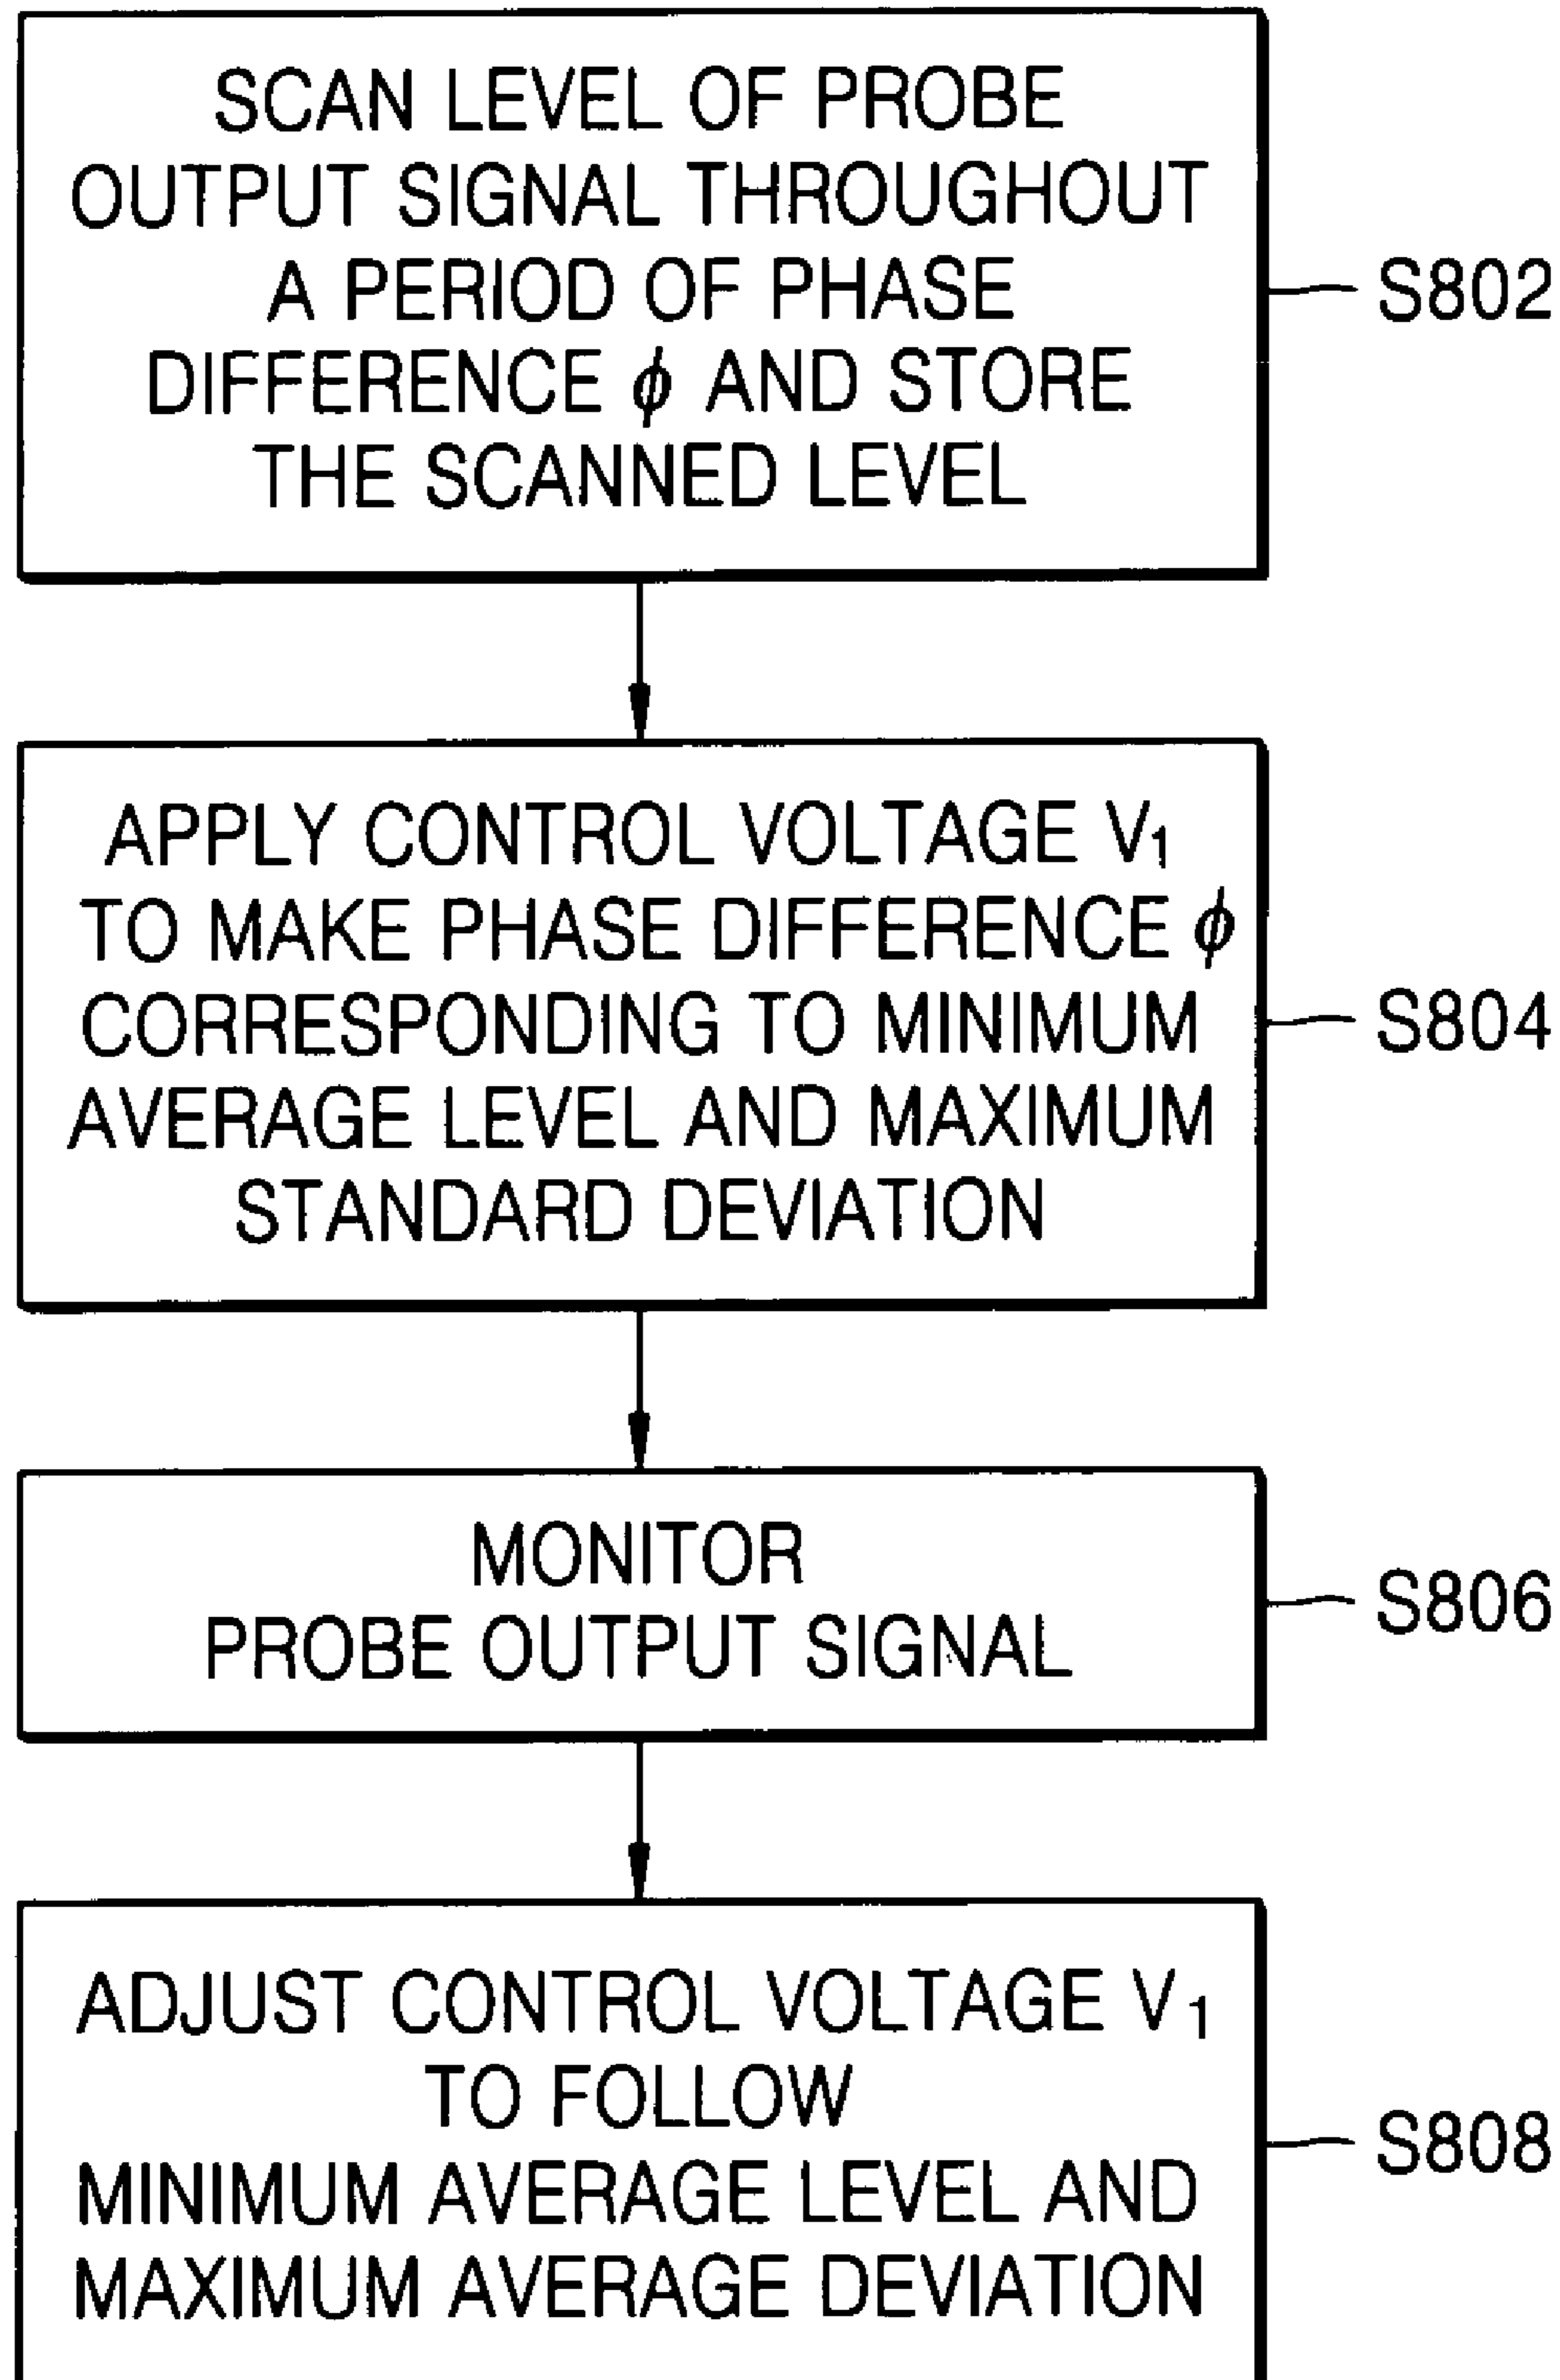 SCAN LEVEL OF PROBE
OUTPUT SIGNAL THROUGHOUT
A PERIOD OF PHASE
DIFFERENCE ϕ AND STORE
THE SCANNED LEVEL
S802
APPLY CONTROL VOLTAGE V₁
TO MAKE PHASE DIFFERENCE ϕ
CORRESPONDING TO MINIMUM
AVERAGE LEVEL AND MAXIMUM
STANDARD DEVIATION
S804
MONITOR
PROBE OUTPUT SIGNAL
S806
ADJUST CONTROL VOLTAGE V₁
TO FOLLOW
MINIMUM AVERAGE LEVEL AND
MAXIMUM AVERAGE DEVIATION
S808